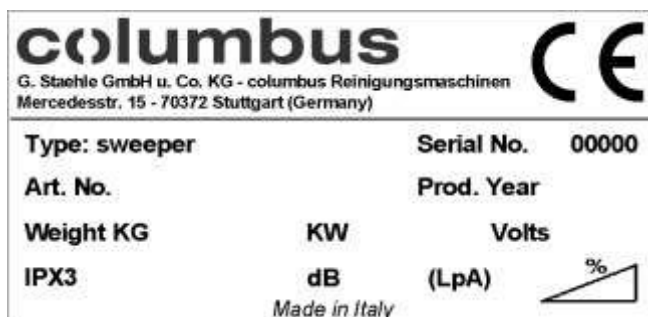 columbus CE
G. Staehle GmbH u. Co. KG - columbus Reinigungsmaschinen
Mercedesstr. 15 - 70372 Stuttgart (Germany)
Type: sweeper Serial No. 00000
Art. No. Prod. Year
Weight KG KW Volts
IPX3 dB (LpA) %
Made in Italy